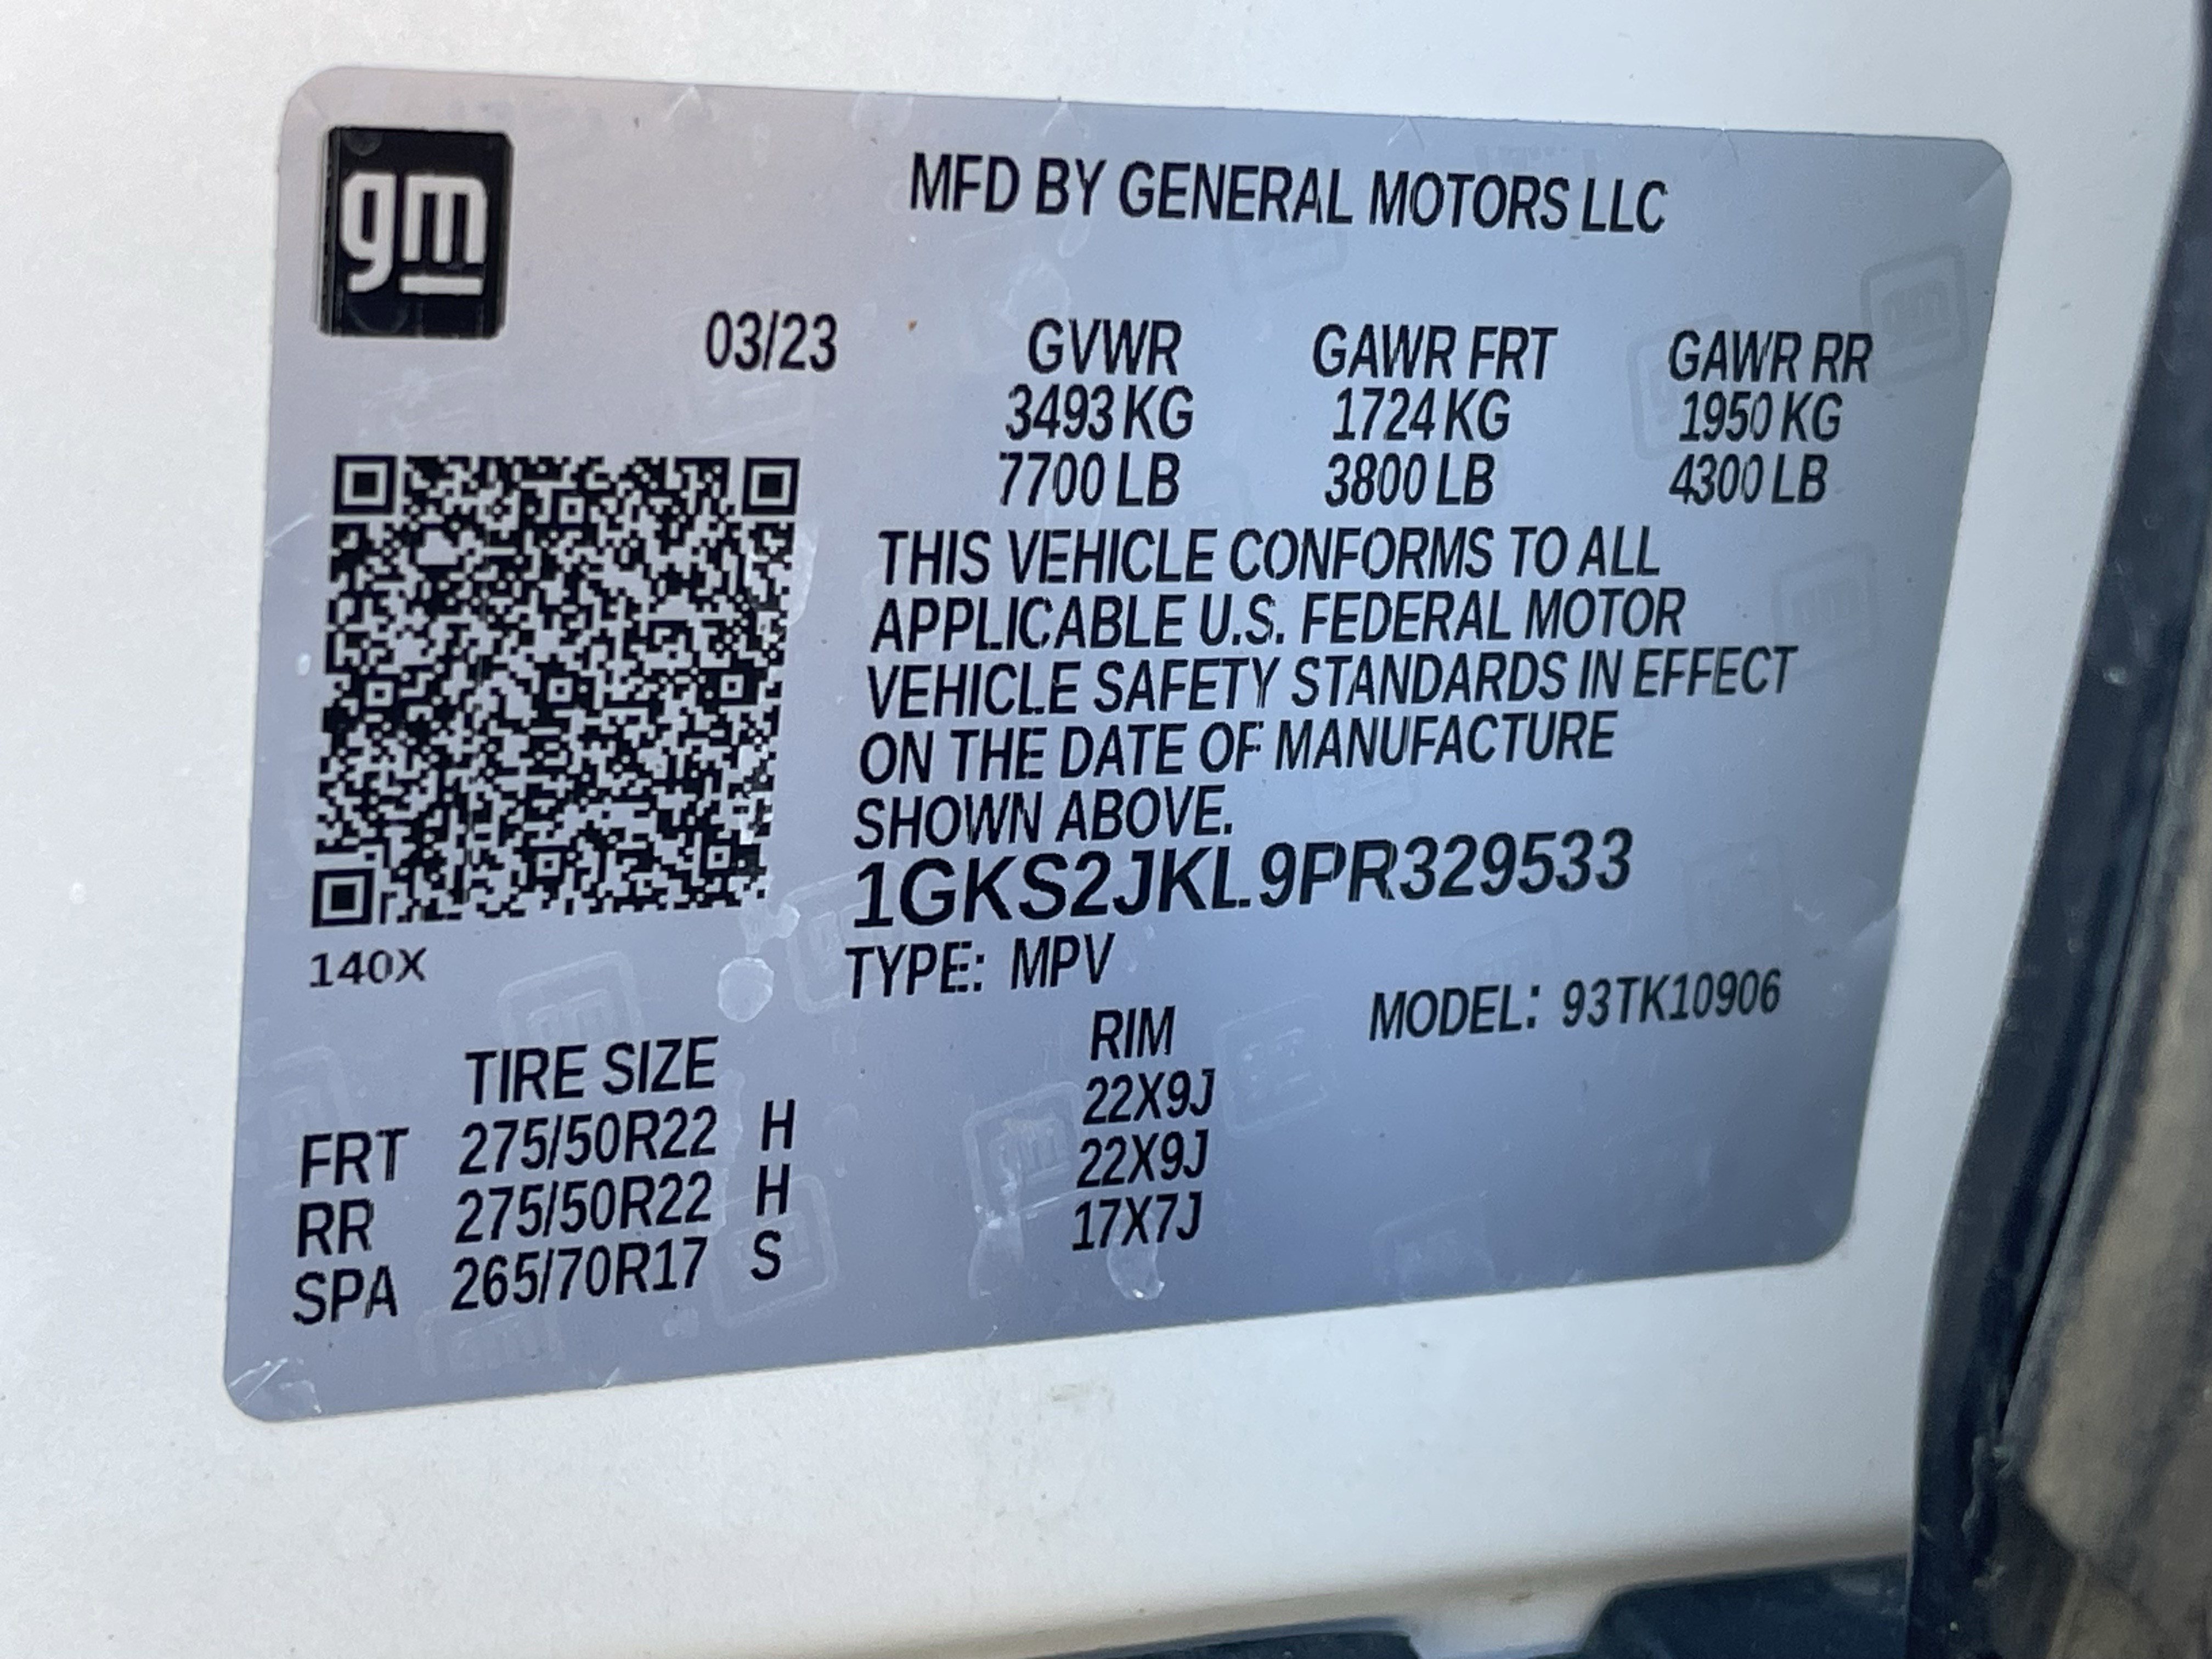 gm
MFD BY GENERAL MOTORS LLC
03/23 GVWR GAWR FRT GAWR RR
3493 KG 1724 KG 1950 KG
7700 LB 3800 LB 4300 LB
THIS VEHICLE CONFORMS TO ALL
APPLICABLE U.S. FEDERAL MOTOR
VEHICLE SAFETY STANDARDS IN EFFECT
ON THE DATE OF MANUFACTURE
SHOWN ABOVE.
1GKS2JKL9PR329533
140X
TYPE: MPV MODEL: 93TK10906
TIRE SIZE RIM
FRT 275/50R22 H 22X9J
RR 275/50R22 H 22X9J
SPA 265/70R17 S 17X7J